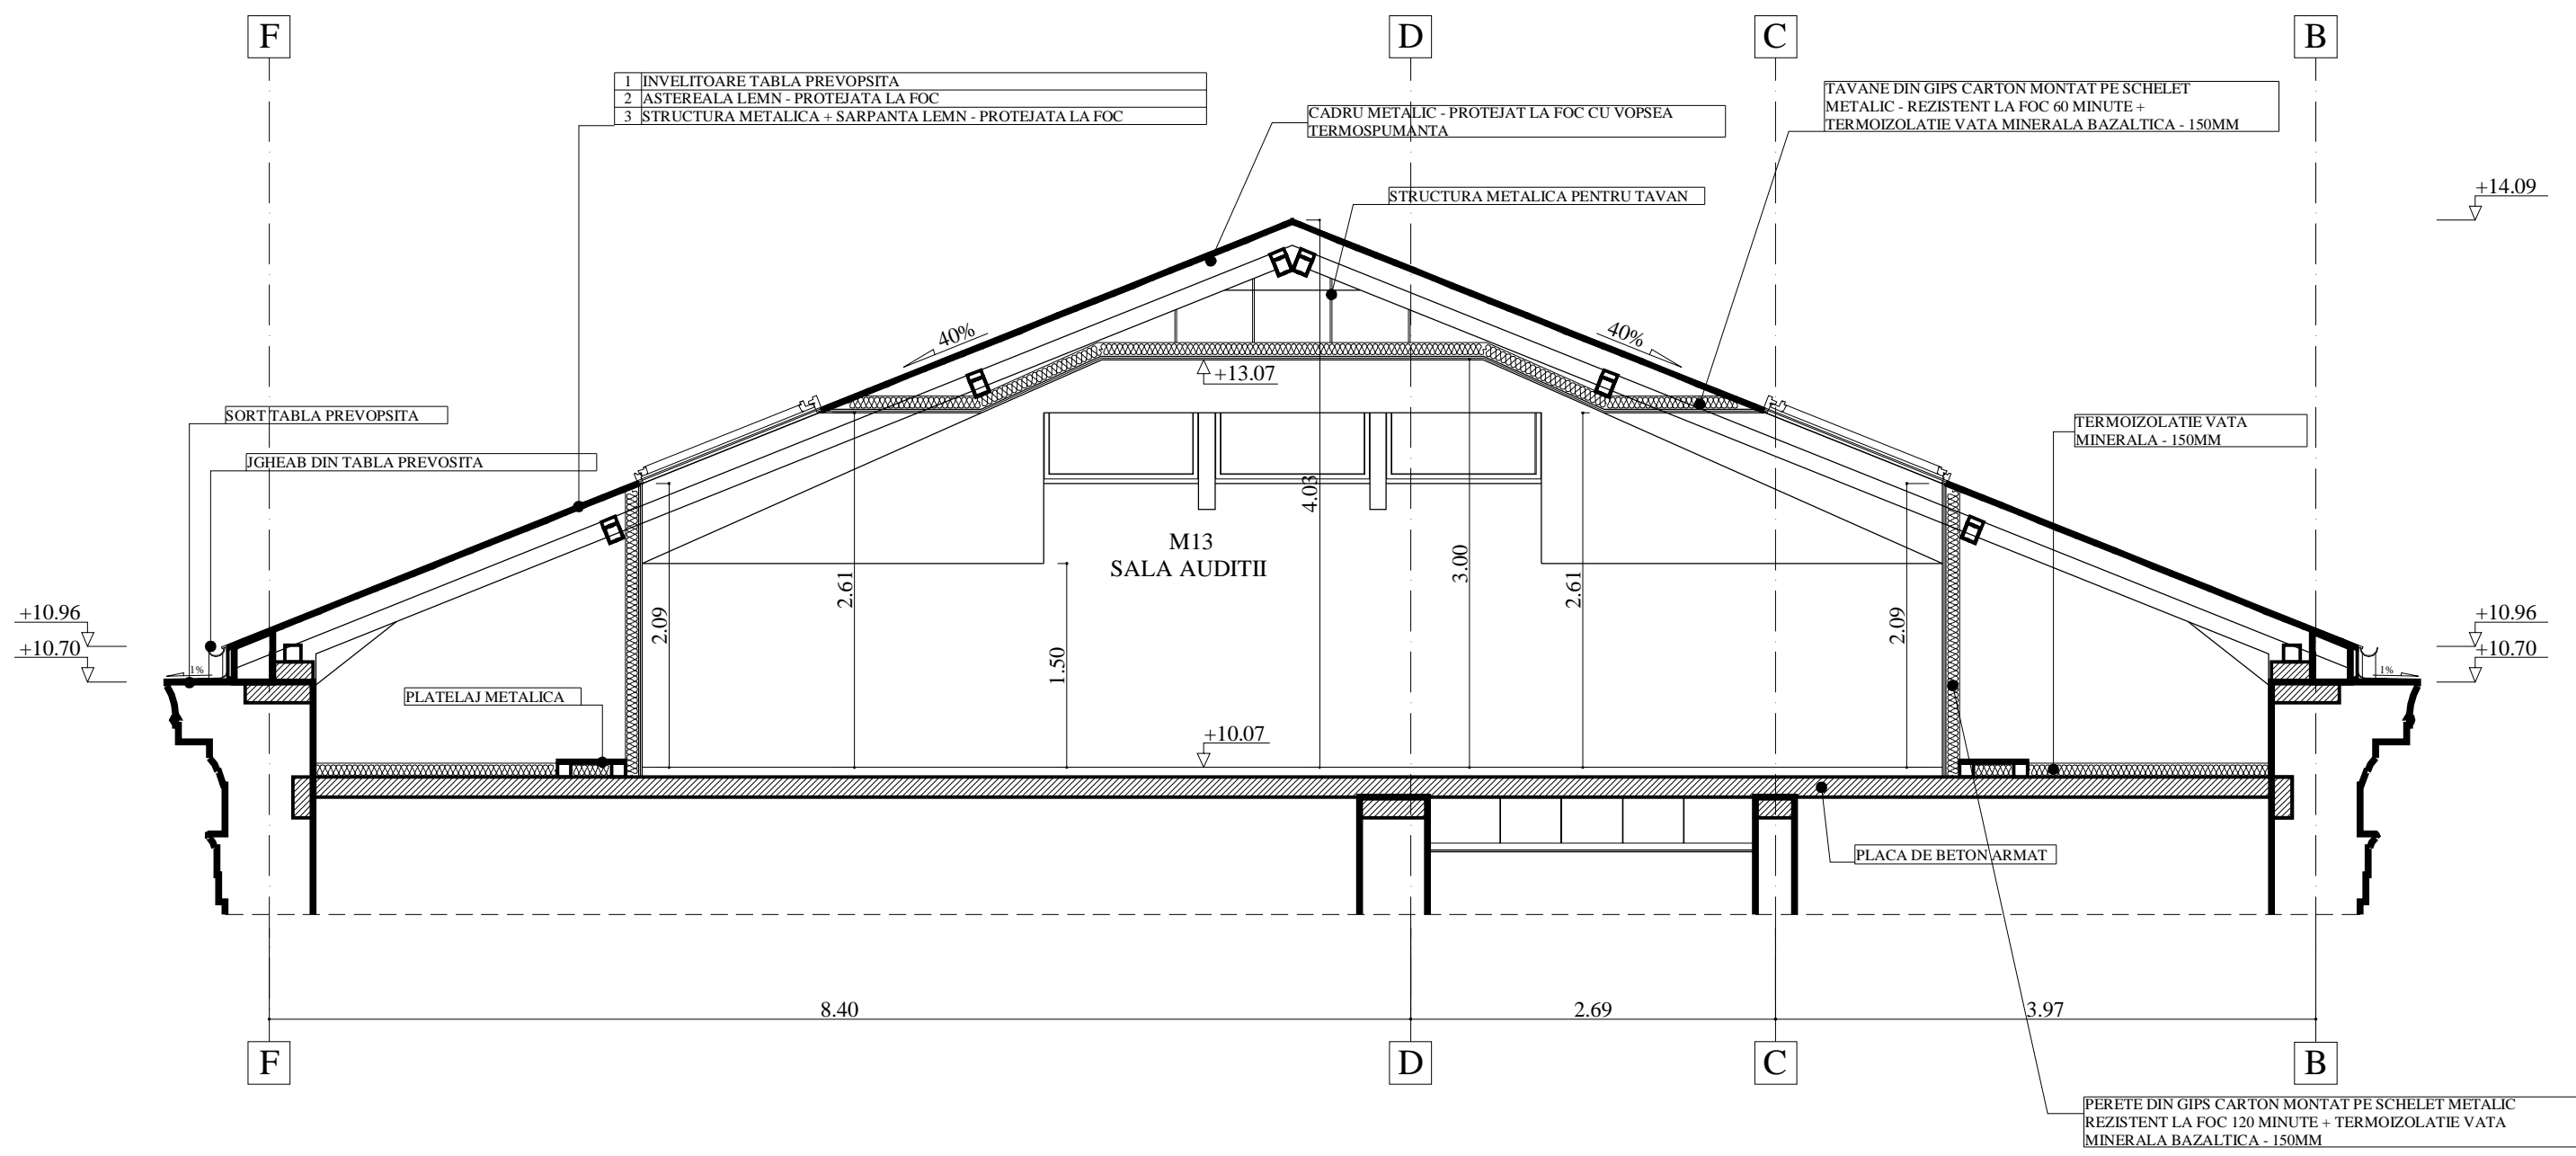 F
D
C
B
1 INVELITOARE TABLA PREVOPSITA
2 ASTEREALA LEMN - PROTEJATA LA FOC
3 STRUCTURA METALICA + SARPANTA LEMN - PROTEJATA LA FOC
CADRU METALIC - PROTEJAT LA FOC CU VOPSEA
TERMOSPUMANTA
TAVANE DIN GIPS CARTON MONTAT PE SCHELET
METALIC - REZISTENT LA FOC 60 MINUTE +
TERMOIZOLATIE VATA MINERALA BAZALTICA - 150MM
STRUCTURA METALICA PENTRU TAVAN
+14.09
40%
40%
+13.07
SORT TABLA PREVOPSITA
JGHEAB DIN TABLA PREVOSITA
TERMOIZOLATIE VATA
MINERALA - 150MM
4.03
M13
SALA AUDITII
2.61
3.00
2.61
2.09
2.09
1.50
+10.96
+10.70
1%
+10.96
+10.70
1%
PLATELAJ METALICA
+10.07
PLACA DE BETON ARMAT
8.40
2.69
3.97
F
D
C
B
PERETE DIN GIPS CARTON MONTAT PE SCHELET METALIC
REZISTENT LA FOC 120 MINUTE + TERMOIZOLATIE VATA
MINERALA BAZALTICA - 150MM